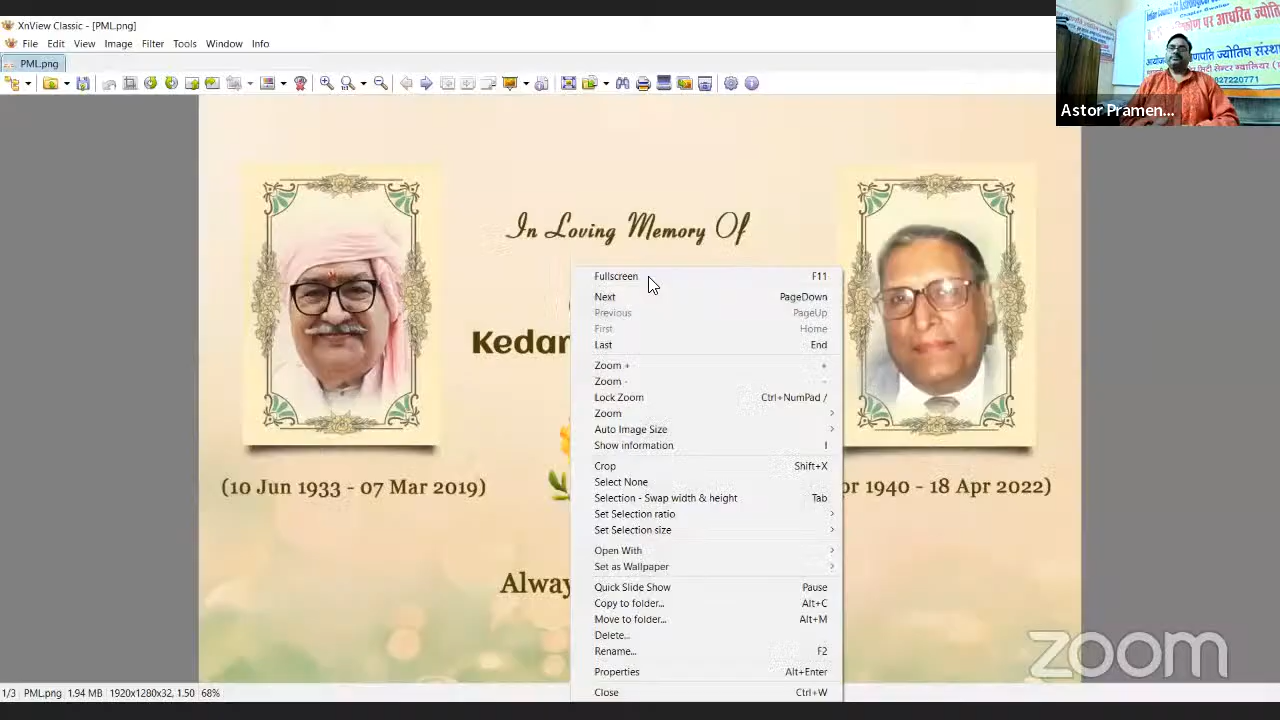 XnView Classic - [PML.png]
File Edit View Image Filter Tools Window Info
PML.png
पर आधारित
ज्योतिष
27220771
Astor Pramen...
In Loving Memory Of
Kedar
(10 Jun 1933 - 07 Mar 2019)
or 1940 - 18 Apr 2022)
Alway
Fullscreen F11
Next PageDown
Previous PageUp
First Home
Last End
Zoom + +
Zoom - -
Lock Zoom Ctrl+NumPad /
Zoom
Auto Image Size
Show information I
Crop Shift+X
Select None
Selection - Swap width & height Tab
Set Selection ratio
Set Selection size
Open With
Set as Wallpaper
Quick Slide Show Pause
Copy to folder... Alt+C
Move to folder... Alt+M
Delete...
Rename... F2
Properties Alt+Enter
Close Ctrl+W
zoom
1/3 PML.png 1.94 MB 1920x1280x32, 1.50 68%